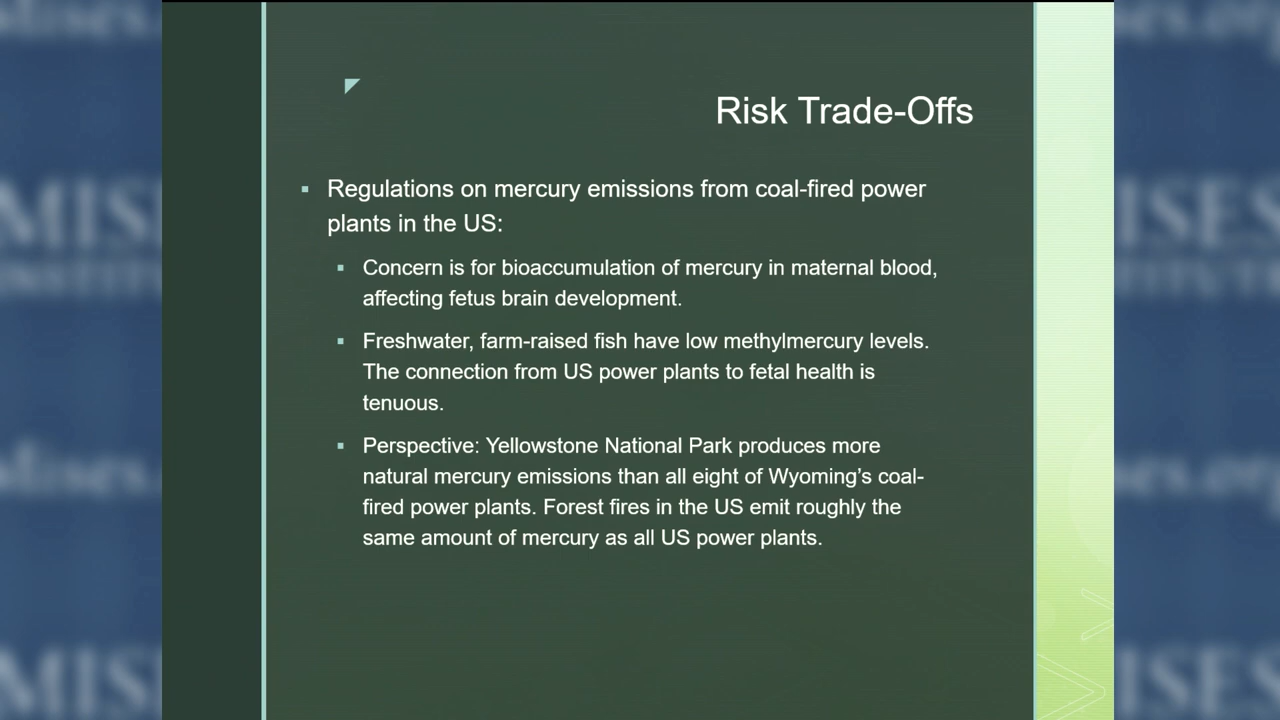 Risk Trade-Offs
Regulations on mercury emissions from coal-fired power
plants in the US:
Concern is for bioaccumulation of mercury in maternal blood,
affecting fetus brain development.
Freshwater, farm-raised fish have low methylmercury levels.
The connection from US power plants to fetal health is
tenuous.
Perspective: Yellowstone National Park produces more
natural mercury emissions than all eight of Wyoming’s coal-
fired power plants. Forest fires in the US emit roughly the
same amount of mercury as all US power plants.